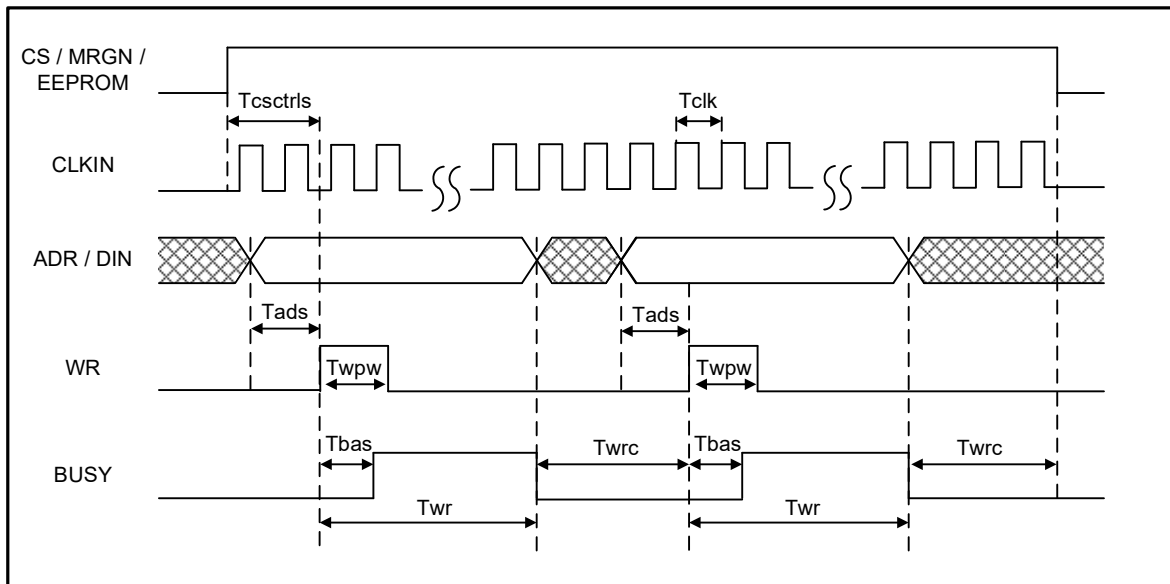 CS / MRGN /
EEPROM
Tcsctrls
Tclk
CLKIN
ADR / DIN
Tads
Tads
WR
Twpw
Twpw
Tbas
Twrc
Tbas
Twrc
BUSY
Twr
Twr